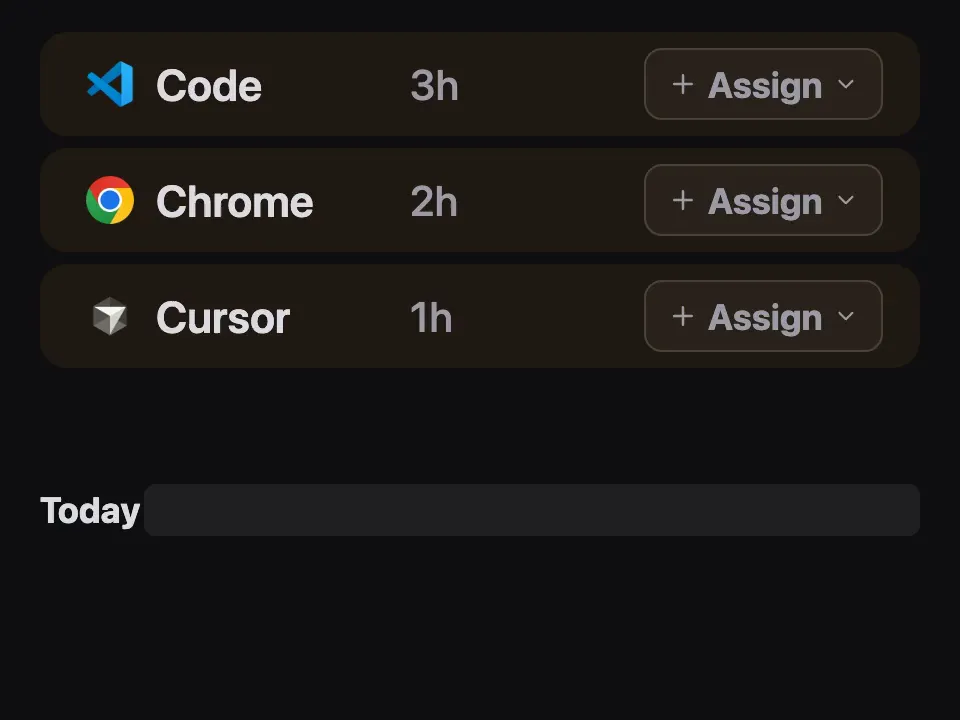 Code 3h + Assign
Chrome 2h + Assign
Cursor 1h + Assign
Today